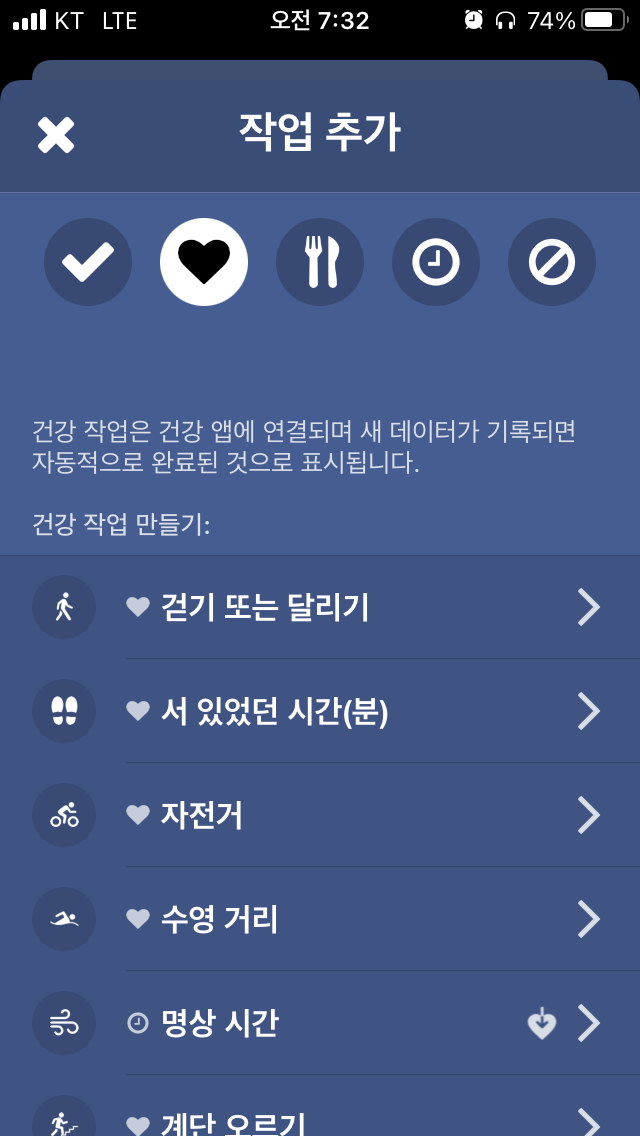 KT LTE 오전 7:32 74%
작업 추가
건강 작업은 건강 앱에 연결되며 새 데이터가 기록되면
자동적으로 완료된 것으로 표시됩니다.
건강 작업 만들기:
걷기 또는 달리기
서 있었던 시간(분)
자전거
수영 거리
명상 시간
계단 오르기